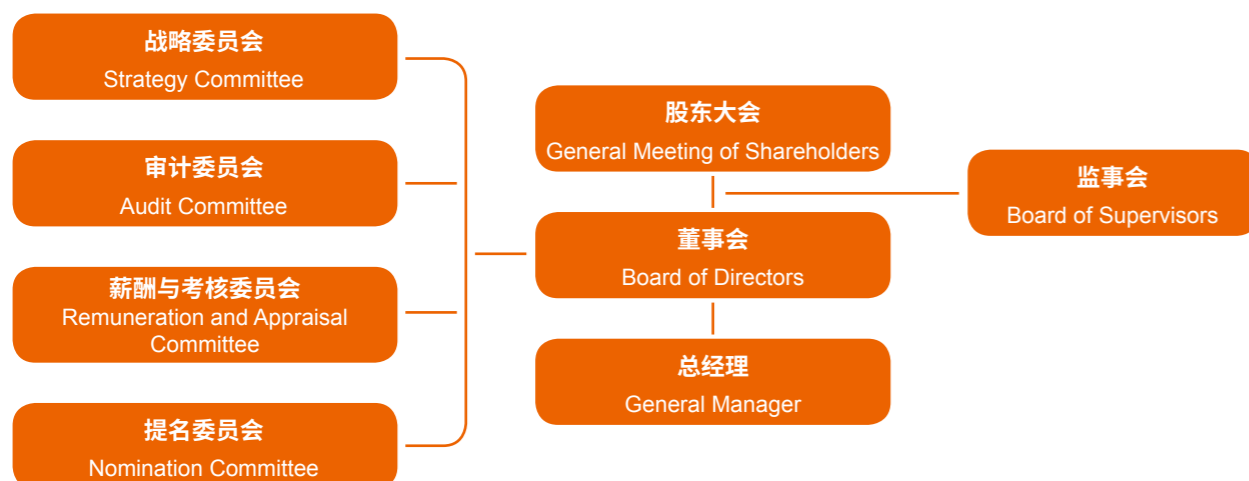 战略委员会
Strategy Committee
审计委员会
Audit Committee
薪酬与考核委员会
Remuneration and Appraisal
Committee
提名委员会
Nomination Committee
股东大会
General Meeting of Shareholders
董事会
Board of Directors
总经理
General Manager
监事会
Board of Supervisors